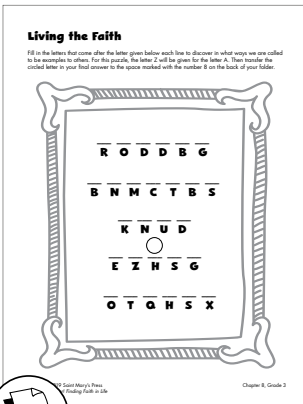 Living the Faith
Fill in the letters that come after the letter given below each line to discover in what ways we are called
to be examples to others. For this puzzle, the letter Z will be given for the letter A. Then transfer the
circled letter in your final answer to the space marked with the number 8 on the back of your folder.
R O D D B G
B N M C T B S
K N U D
E Z H S G
O T Q H S X
Saint Mary's Press
Finding Faith in Life
Chapter 8, Grade 3